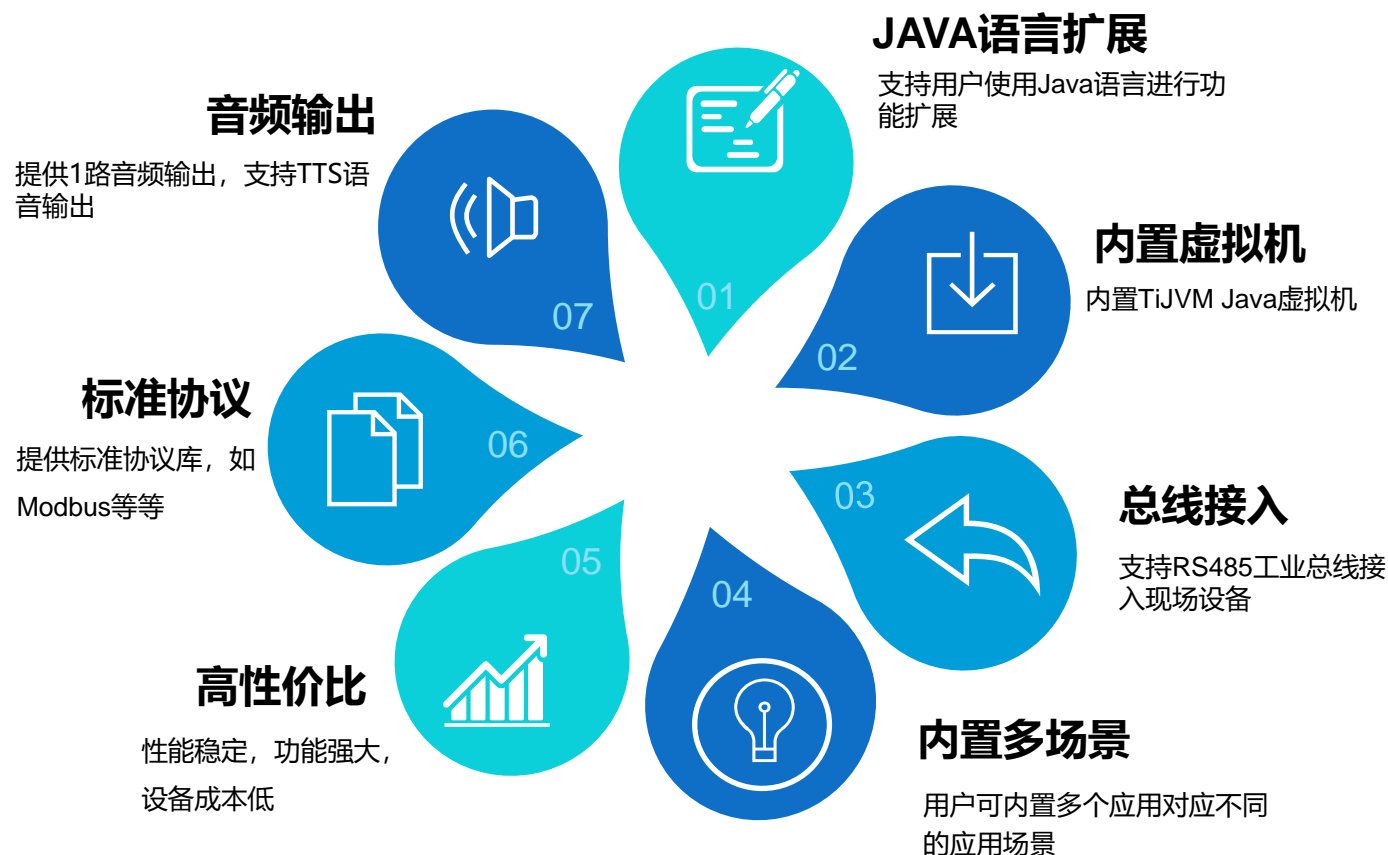 JAVA语言扩展
支持用户使用Java语言进行功
能扩展
01
内置虚拟机
内置TiJVM Java虚拟机
02
总线接入
支持RS485工业总线接
入现场设备
03
内置多场景
用户可内置多个应用对应不同
的应用场景
04
高性价比
性能稳定，功能强大，
设备成本低
05
标准协议
提供标准协议库，如
Modbus等等
06
音频输出
提供1路音频输出，支持TTS语
音输出
07